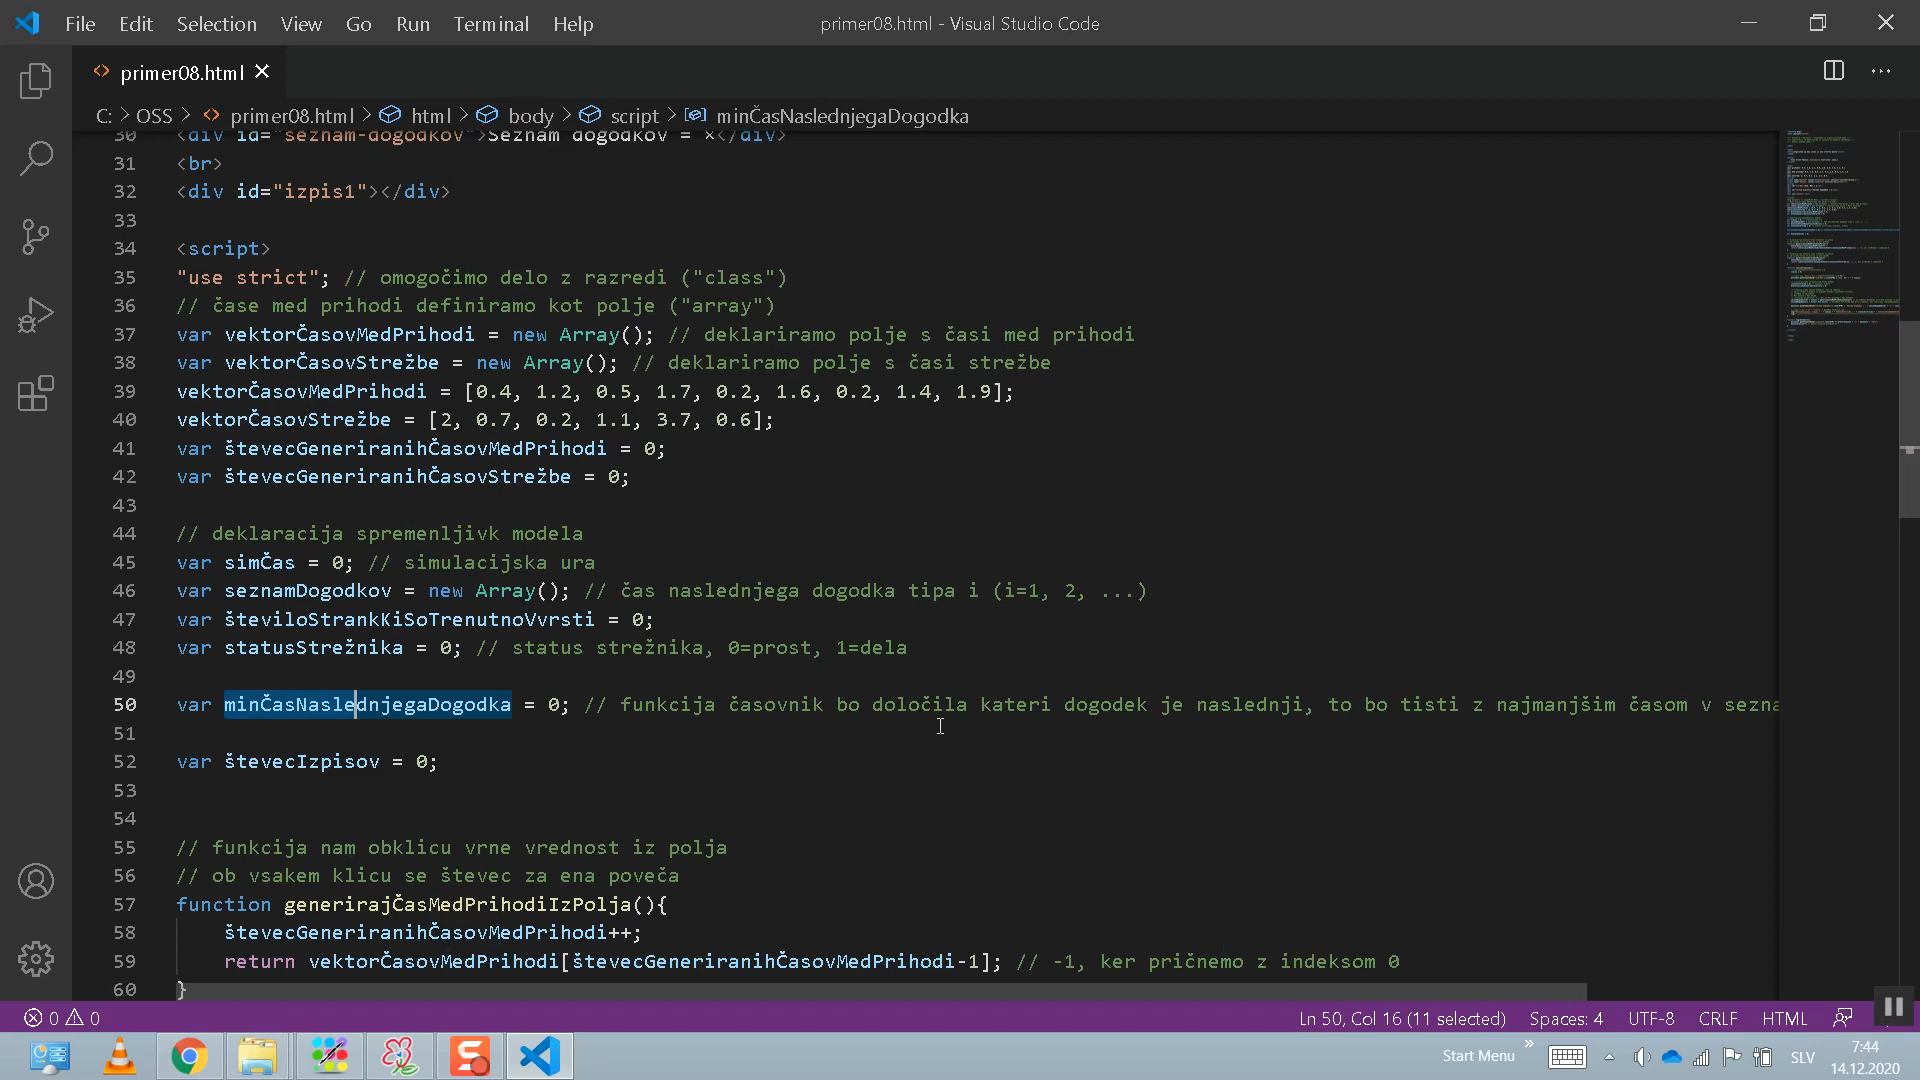 File Edit Selection View Go Run Terminal Help
primer08.html - Visual Studio Code
primer08.html
C: > OSS > primer08.html > html > body > script > minČasNaslednjegaDogodka
30 <div id="seznam-dogodkov">Seznam dogodkov = ×</div>
31 <br>
32 <div id="izpis1"></div>
33
34 <script>
35 "use strict"; // omogočimo delo z razredi ("class")
36 // čase med prihodi definiramo kot polje ("array")
37 var vektorČasovMedPrihodi = new Array(); // deklariramo polje s časi med prihodi
38 var vektorČasovStrežbe = new Array(); // deklariramo polje s časi strežbe
39 vektorČasovMedPrihodi = [0.4, 1.2, 0.5, 1.7, 0.2, 1.6, 0.2, 1.4, 1.9];
40 vektorČasovStrežbe = [2, 0.7, 0.2, 1.1, 3.7, 0.6];
41 var števecGeneriranihČasovMedPrihodi = 0;
42 var števecGeneriranihČasovStrežbe = 0;
43
44 // deklaracija spremenljivk modela
45 var simČas = 0; // simulacijska ura
46 var seznamDogodkov = new Array(); // čas naslednjega dogodka tipa i (i=1, 2, ...)
47 var številoStrankKiSoTrenutnoVvrsti = 0;
48 var statusStrežnika = 0; // status strežnika, 0=prost, 1=dela
49
50 var minČasNaslednjegaDogodka = 0; // funkcija časovnik bo določila kateri dogodek je naslednji, to bo tisti z najmanjšim časom v sezna
51
52 var števecIzpisov = 0;
53
54
55 // funkcija nam obklicu vrne vrednost iz polja
56 // ob vsakem klicu se števec za ena poveča
57 function generirajČasMedPrihodiIzPolja(){
58 števecGeneriranihČasovMedPrihodi++;
59 return vektorČasovMedPrihodi[števecGeneriranihČasovMedPrihodi-1]; // -1, ker pričnemo z indeksom 0
60 }
0 0
Ln 50, Col 16 (11 selected) Spaces: 4 UTF-8 CRLF HTML
Start Menu » SLV
7:44
14.12.2020